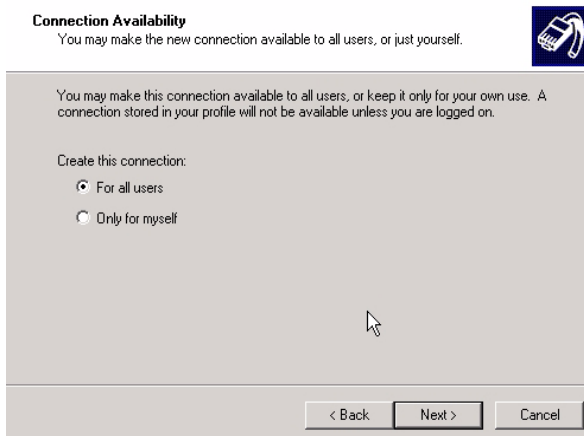 Connection Availability
You may make the new connection available to all users, or just yourself.
You may make this connection available to all users, or keep it only for your own use. A
connection stored in your profile will not be available unless you are logged on.
Create this connection:
For all users
Only for myself
< Back
Next >
Cancel